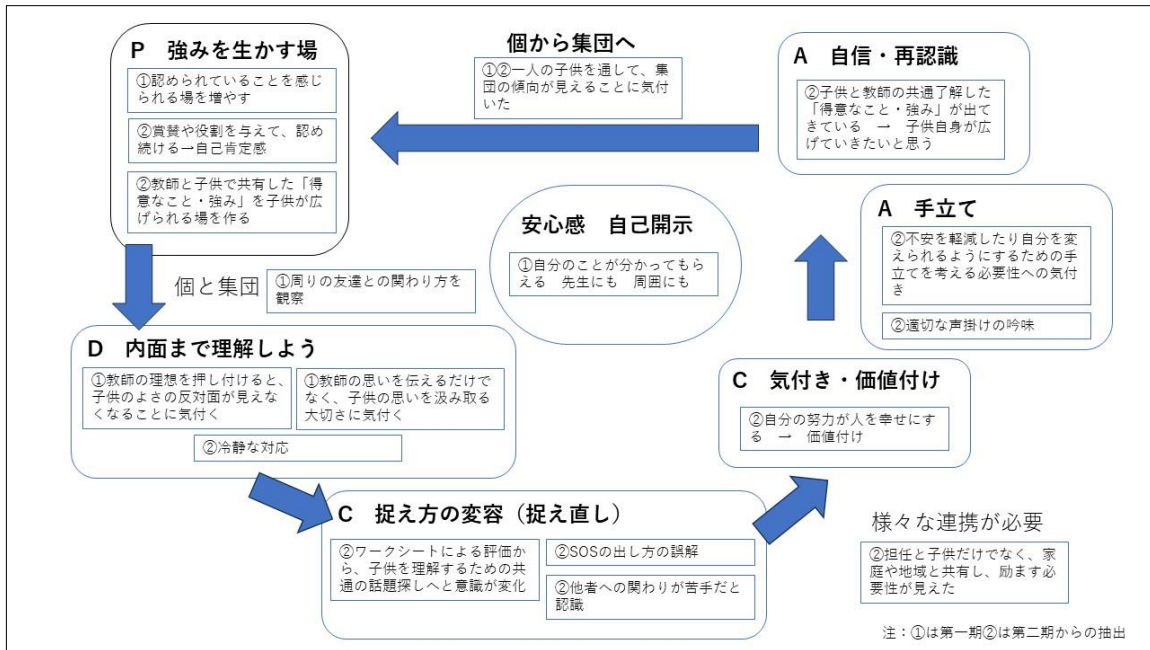 P 強みを生かす場
①認められていることを感じ
られる場を増やす
②賞賛や役割を与えて、認め
続ける→自己肯定感
②教師と子供で共有した「得
意なこと・強み」を子供が広
げられる場を作る
個から集団へ
①②一人の子供を通して、集
団の傾向が見えることに気付
いた
A 自信・再認識
②子供と教師の共通了解した
「得意なこと・強み」が出て
きている → 子供自身が広
げていきたいと思う
安心感 自己開示
①自分のことが分かってもら
える 先生にも 周囲にも
A 手立て
②不安を軽減したり自分を変
えられるようにするための手
立てを考える必要性への気付
き
②適切な声掛けの吟味
個と集団
①周りの友達との関わり方を
観察
D 内面まで理解しよう
①教師の理想を押し付けると、
子供のよさの反対面が見えな
くなることに気付く
①教師の思いを伝えるだけで
なく、子供の思いを汲み取る
大切さに気付く
②冷静な対応
C 気付き・価値付け
②自分の努力が人を幸せにす
る → 価値付け
C 捉え方の変容（捉え直し）
②ワークシートによる評価か
ら、子供を理解するための共
通の話題探しへと意識が変化
②SOSの出し方の誤解
②他者への関わりが苦手だと
認識
様々な連携が必要
②担任と子供だけでなく、家
庭や地域と共有し、励ます必
要性が見えた
注：①は第一期②は第二期からの抽出